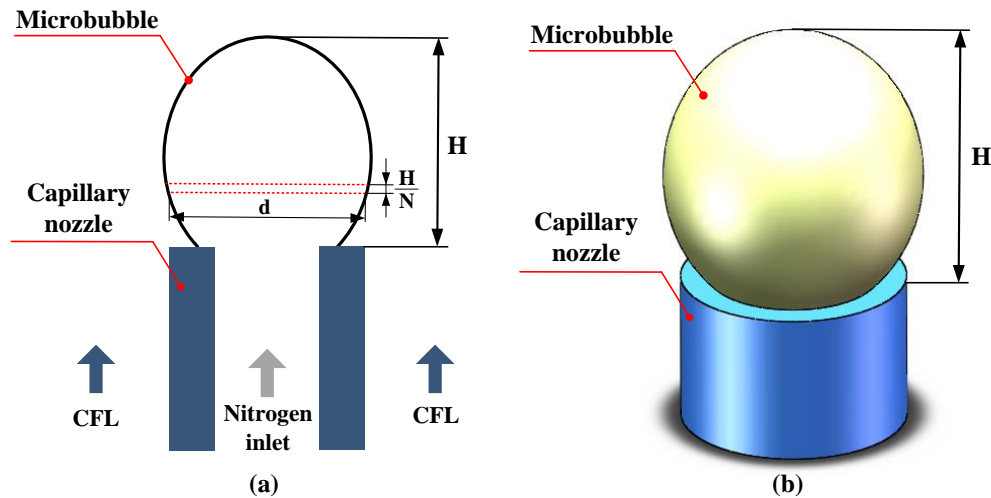 Microbubble
H
H
N
d
Capillary
nozzle
CFL
Nitrogen
inlet
CFL
(a)
Microbubble
H
Capillary
nozzle
(b)